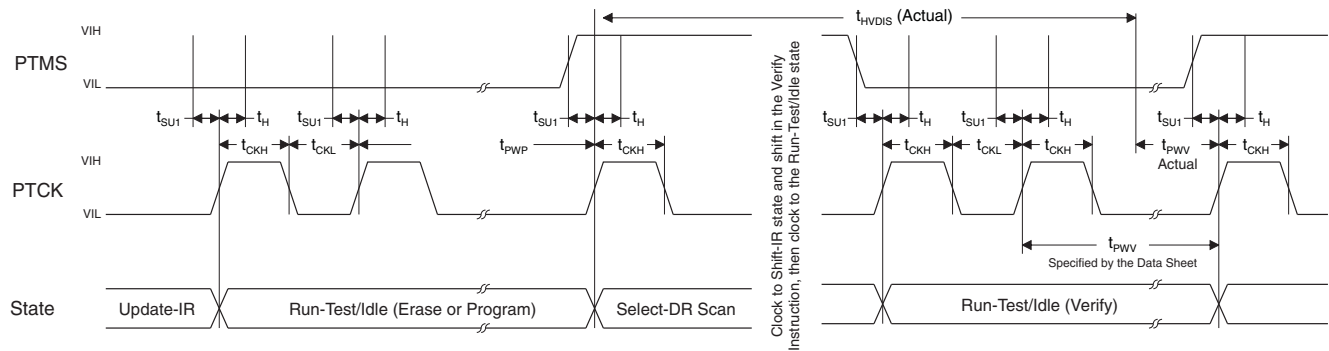 tHVDIS (Actual)
VIH
PTMS
VIL
tSU1 tH tSU1 tH tSU1 tH tSU1 tH tSU1 tH tSU1 tH
tCKH tCKL tPWP tCKH tCKH tCKL tCKH tPWV tCKH
Actual
VIH
PTCK
VIL
Clock to Shift-IR state and shift in the Verify
Instruction, then clock to the Run-Test/Idle state
tPWV
Specified by the Data Sheet
State
Update-IR Run-Test/Idle (Erase or Program) Select-DR Scan Run-Test/Idle (Verify)